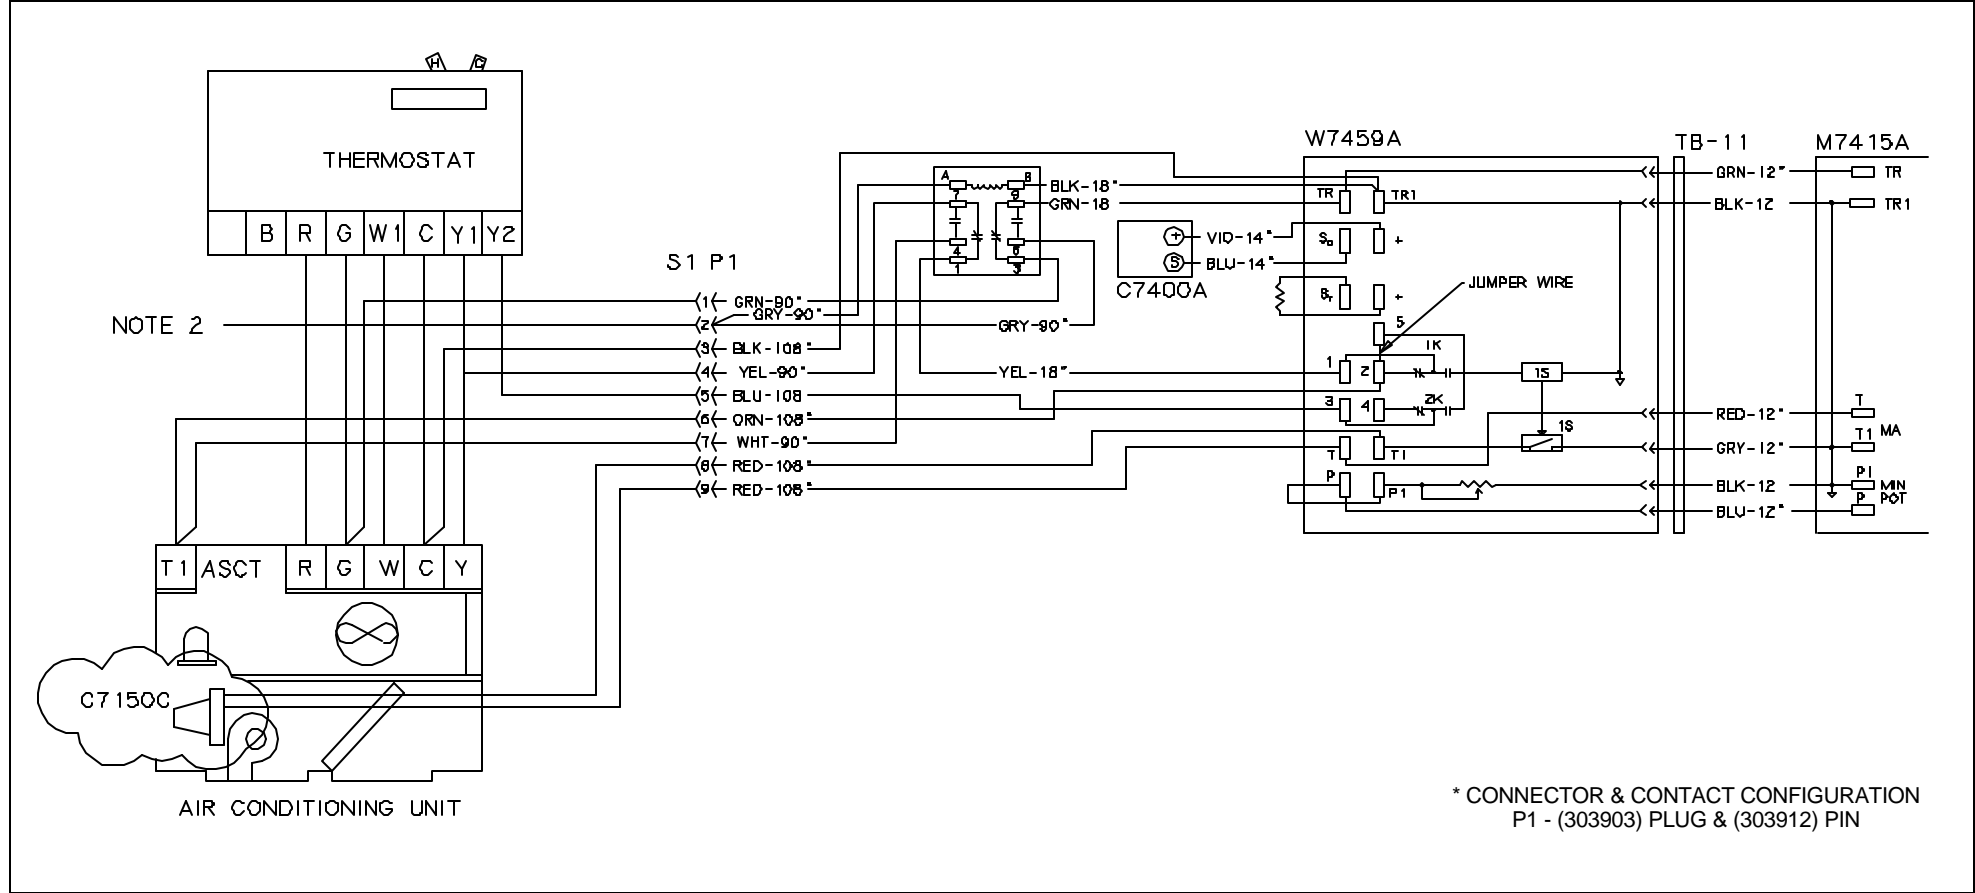 H C
THERMOSTAT
B R G W1 C Y1 Y2
NOTE 2
S1 P1
1 GRN-90"
GRY-90"
2
GRY-90"
3 BLK-108"
4 YEL-90"
5 BLU-108
6 ORN-108"
7 WHT-90"
8 RED-108"
9 RED-108"
A B
BLK-18"
7 9
GRN-18
4 6
1 3
YEL-18"
+ VIO-14"
S BLU-14"
C7400A
W7459A
TR TR1
+
+
JUMPER WIRE
5
1K
1 2
1S
2K
3 4
1S
T T1
P P1
TB-11
GRN-12"
BLK-12
RED-12"
GRY-12"
BLK-12
BLU-12"
M7415A
TR
TR1
T
T1 MA
P1 MIN
P POT
T1 ASCT R G W C Y
C7150C
AIR CONDITIONING UNIT
* CONNECTOR & CONTACT CONFIGURATION
P1 - (303903) PLUG & (303912) PIN